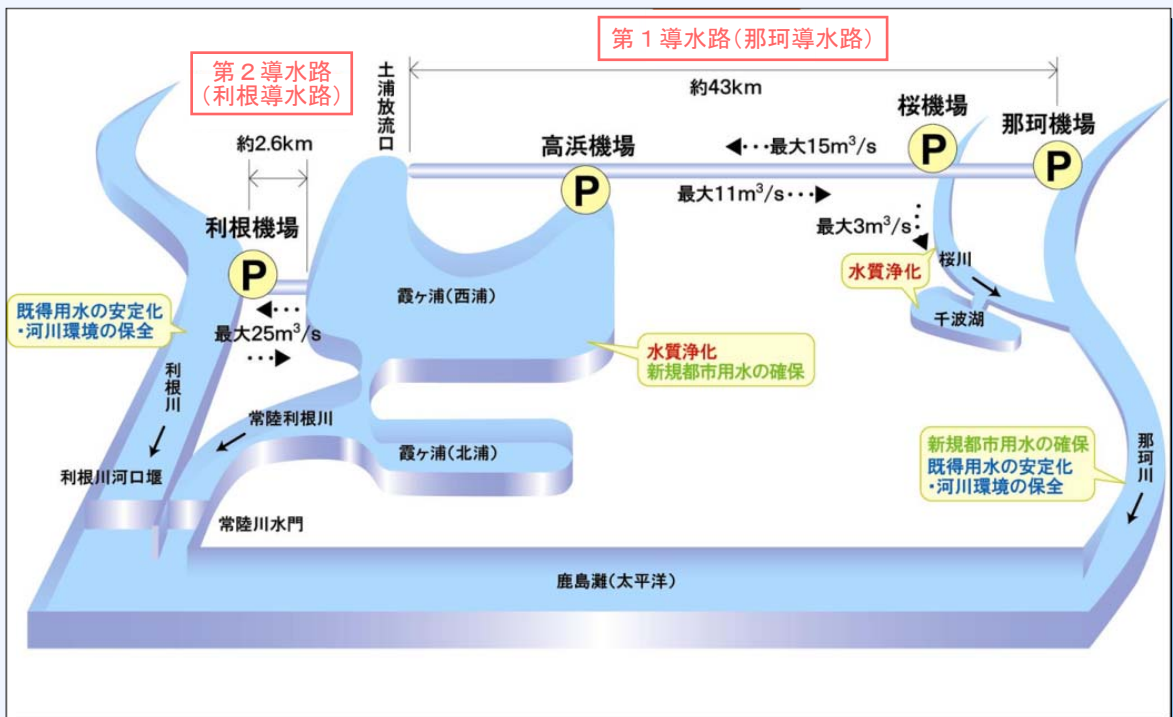 第１導水路（那珂導水路）
第２導水路
（利根導水路）
土浦放流口
約43km
約2.6km
桜機場
那珂機場
高浜機場
最大15m³/s
P
P
P
最大11m³/s
最大3m³/s
利根機場
P
桜川
水質浄化
霞ヶ浦（西浦）
千波湖
既得用水の安定化
・河川環境の保全
最大25m³/s
水質浄化
新規都市用水の確保
利根川
常陸利根川
霞ヶ浦（北浦）
新規都市用水の確保
既得用水の安定化
・河川環境の保全
那珂川
利根川河口堰
常陸川水門
鹿島灘（太平洋）